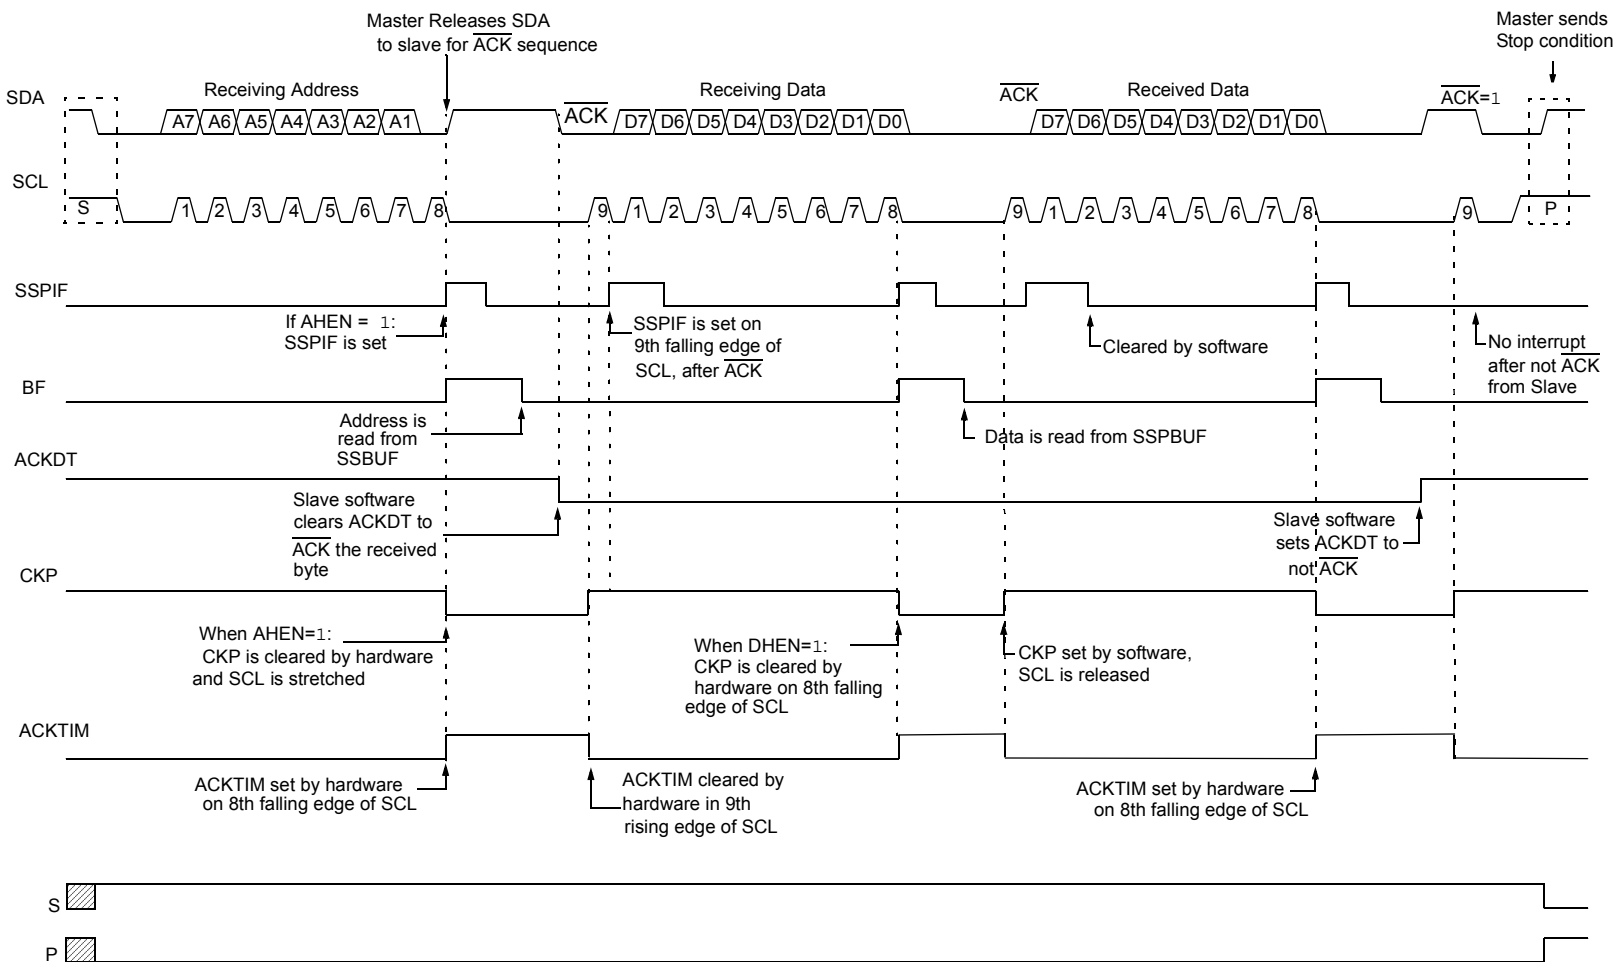 Master Releases SDA
to slave for ACK sequence
Master sends
Stop condition
SDA
Receiving Address
ACK
Receiving Data
ACK
Received Data
ACK=1
A7 A6 A5 A4 A3 A2 A1
D7 D6 D5 D4 D3 D2 D1 D0
D7 D6 D5 D4 D3 D2 D1 D0
SCL
S
1 2 3 4 5 6 7 8
9 1 2 3 4 5 6 7 8
9 1 2 3 4 5 6 7 8
9
P
SSPIF
If AHEN = 1:
SSPIF is set
SSPIF is set on
9th falling edge of
SCL, after ACK
Cleared by software
No interrupt
after not ACK
from Slave
BF
Address is
read from
SSBUF
Data is read from SSPBUF
ACKDT
Slave software
clears ACKDT to
ACK the received
byte
Slave software
sets ACKDT to
not ACK
CKP
When AHEN=1:
CKP is cleared by hardware
and SCL is stretched
When DHEN=1:
CKP is cleared by
hardware on 8th falling
edge of SCL
CKP set by software,
SCL is released
ACKTIM
ACKTIM set by hardware
on 8th falling edge of SCL
ACKTIM cleared by
hardware in 9th
rising edge of SCL
ACKTIM set by hardware
on 8th falling edge of SCL
S
P